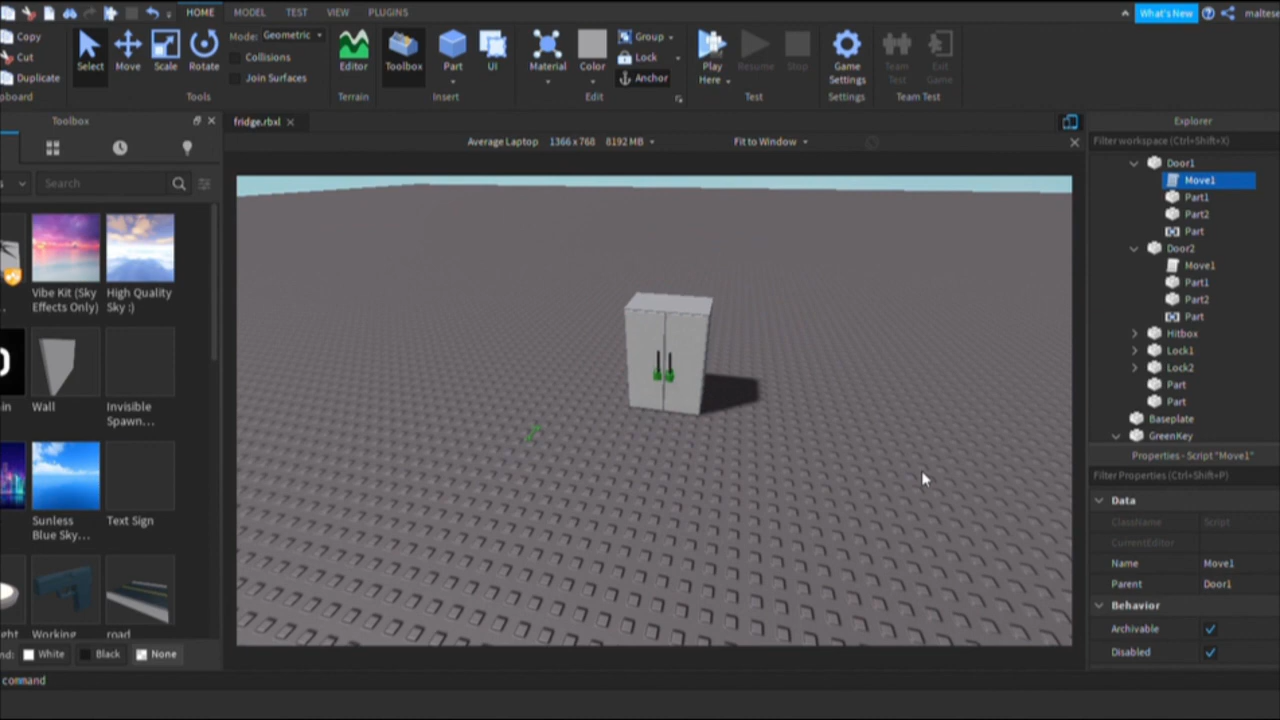 HOME MODEL TEST VIEW PLUGINS What's New maltese
Copy
Cut
Duplicate
Select Move Scale Rotate
Mode: Geometric
Collisions
Join Surfaces
Editor Toolbox Part UI Material Color
Group
Lock
Anchor
Play Here Resume Stop Game Settings Team Test Exit Game
pboard Tools Terrain Insert Edit Test Settings Team Test
Toolbox
fridge.rbxl
Explorer
Average Laptop 1366x768 8192 MB Fit to Window
Filter workspace (Ctrl+Shift+X)
Search
Vibe Kit (Sky Effects Only)
High Quality Sky :)
Wall
Invisible Spawn...
Sunless Blue Sky...
Text Sign
Working
road
White Black None
command
Door1
Move1
Part1
Part2
Part
Door2
Move1
Part1
Part2
Part
Hitbox
Lock1
Lock2
Part
Part
Baseplate
GreenKey
Properties - Script "Move1"
Filter Properties (Ctrl+Shift+P)
Data
ClassName Script
CurrentEditor
Name Move1
Parent Door1
Behavior
Archivable
Disabled